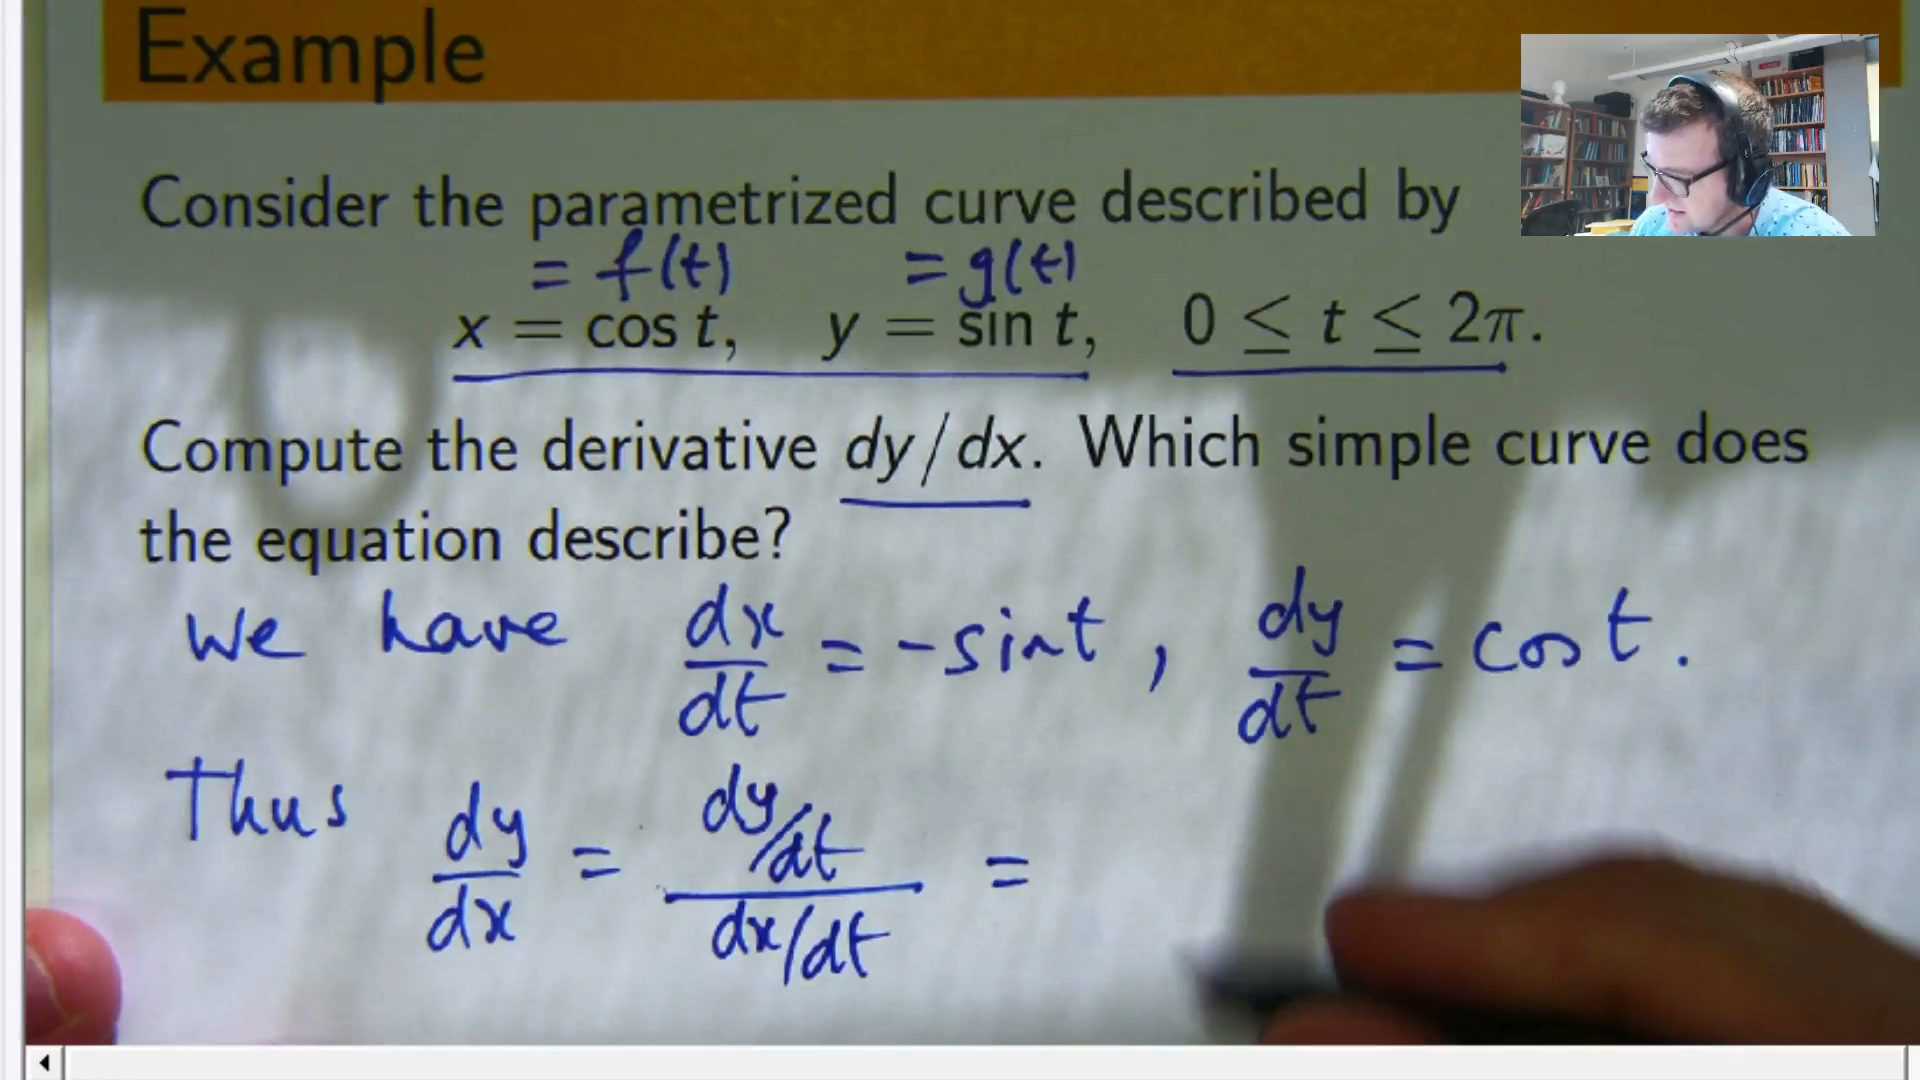 Example
Consider the parametrized curve described by
= f(t) = g(t)
x = cos t, y = sin t, 0 ≤ t ≤ 2π.
Compute the derivative dy/dx. Which simple curve does
the equation describe?
We have dx/dt = -sint, dy/dt = cos t.
Thus dy/dx = (dy/dt)/(dx/dt) =